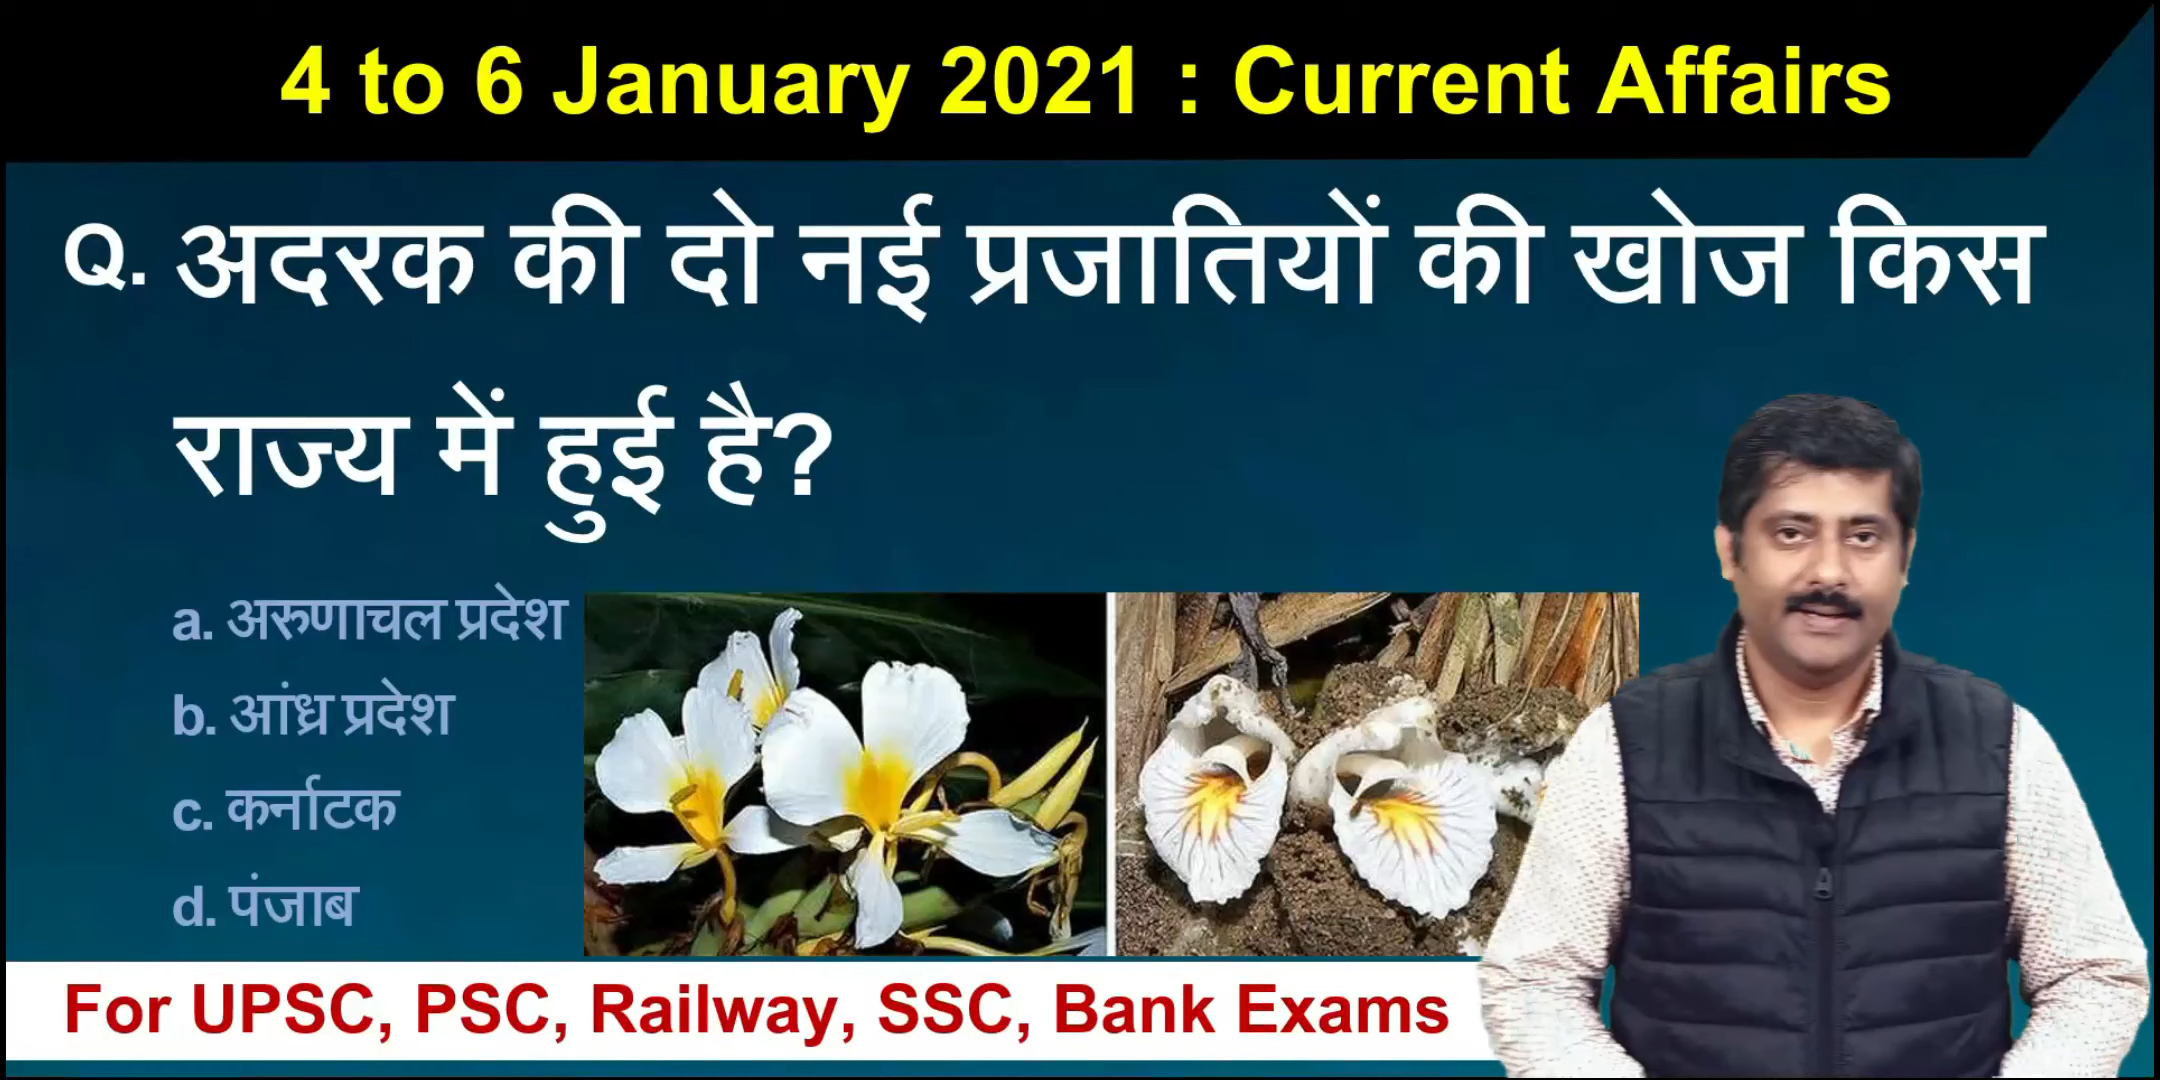 4 to 6 January 2021 : Current Affairs
Q. अदरक की दो नई प्रजातियों की खोज किस
राज्य में हुई है?
a. अरुणाचल प्रदेश
b. आंध्र प्रदेश
c. कर्नाटक
d. पंजाब
For UPSC, PSC, Railway, SSC, Bank Exams